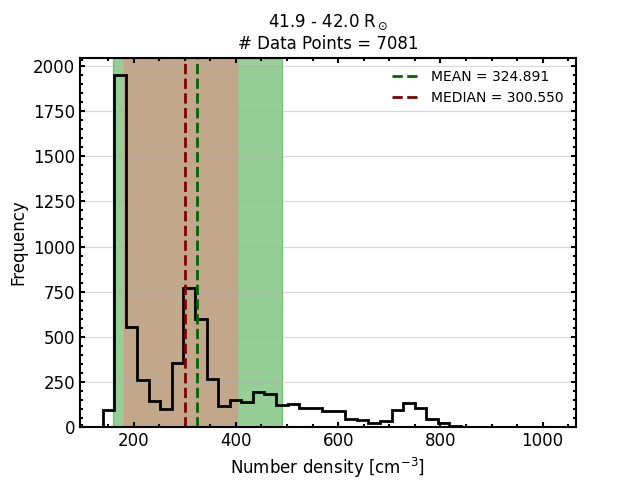 41.9 - 42.0 R⊙
# Data Points = 7081
MEAN = 324.891
MEDIAN = 300.550
Frequency
2000
1750
1500
1250
1000
750
500
250
0
200
400
600
800
1000
Number density [cm⁻³]